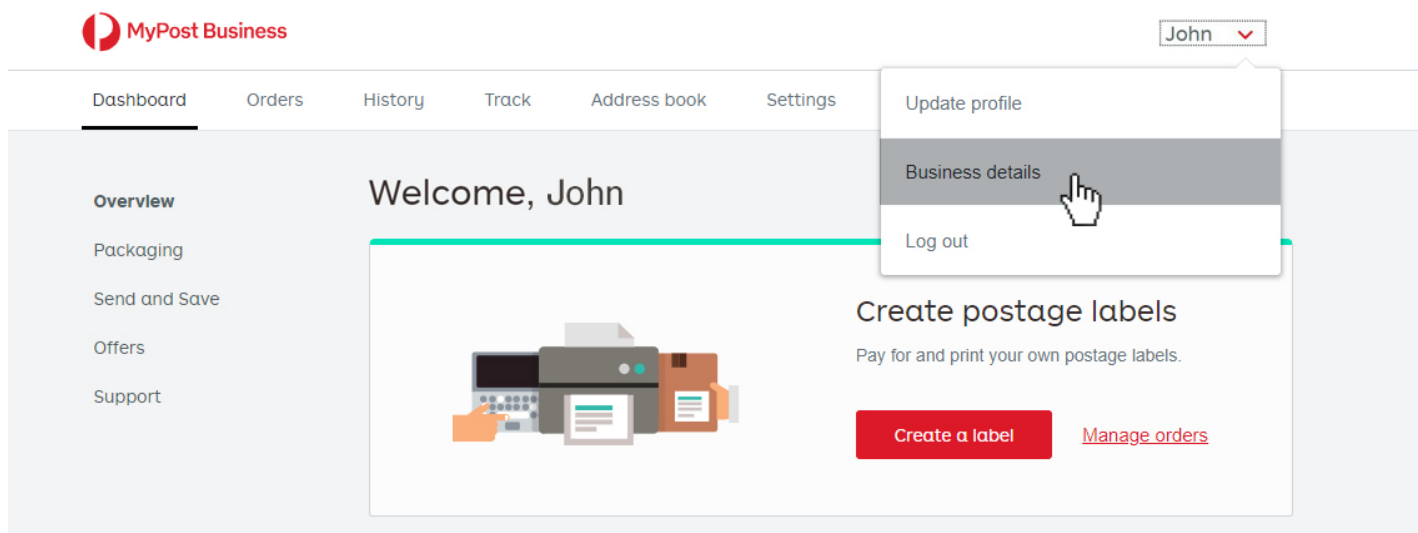 MyPost Business
John
Dashboard Orders History Track Address book Settings
Update profile
Business details
Log out
Overview
Packaging
Send and Save
Offers
Support
Welcome, John
Create postage labels
Pay for and print your own postage labels.
Create a label Manage orders